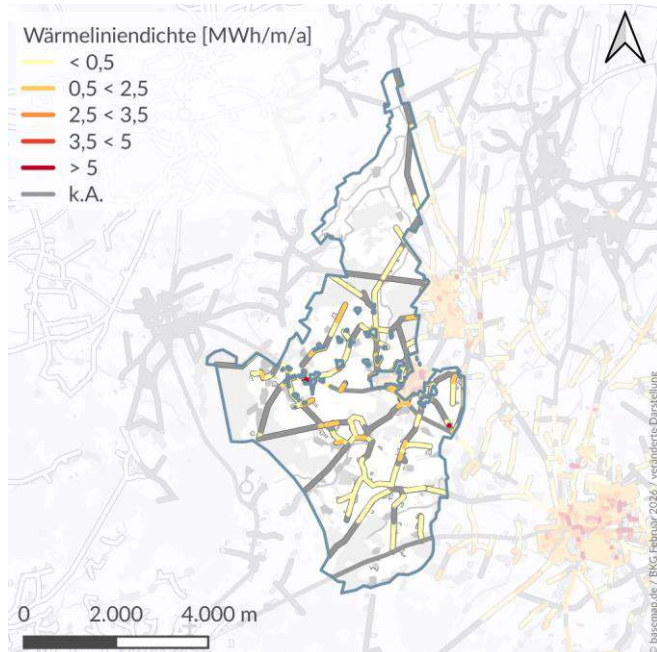 Wärmeliniendichte [MWh/m/a]
< 0,5
0,5 < 2,5
2,5 < 3,5
3,5 < 5
> 5
k.A.
0 2.000 4.000 m
© basemap.de / BKG Februar 2026 / veränderte Darstellung